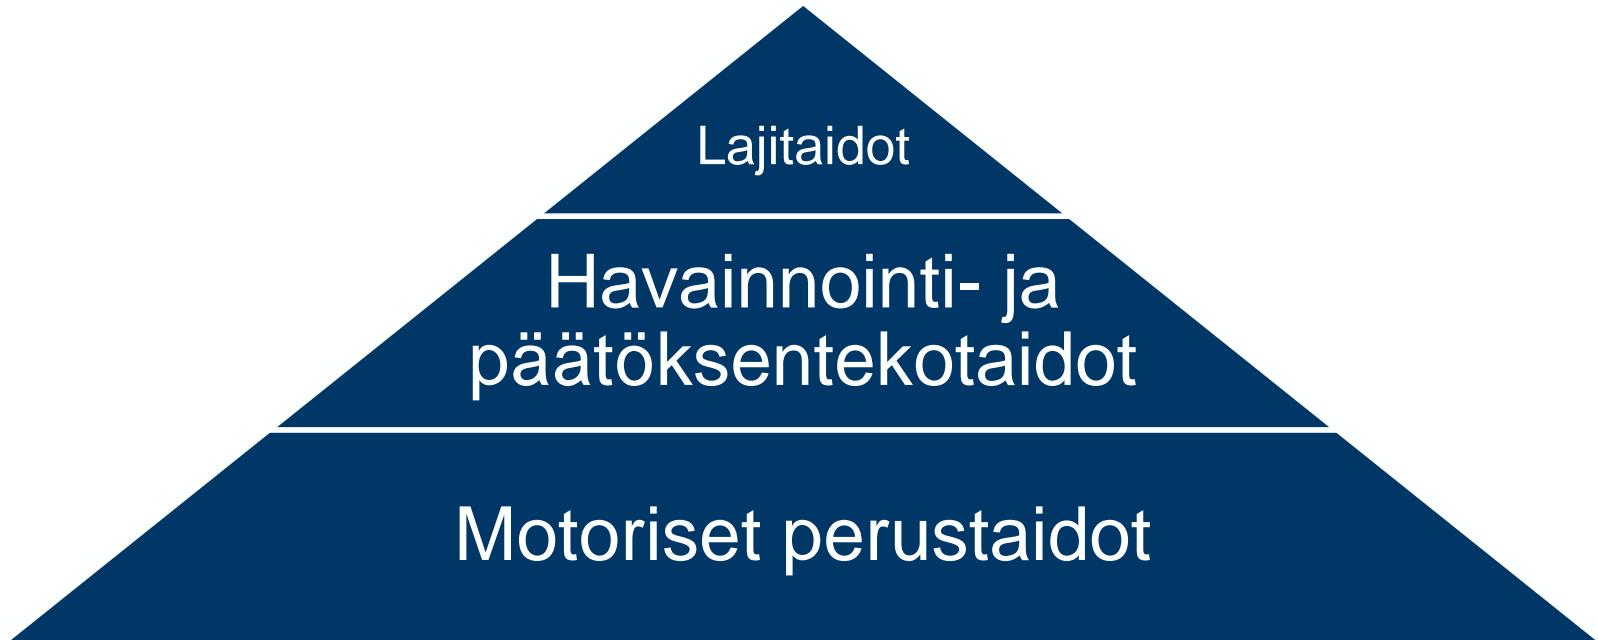 Lajitaidot
Havainnointi- ja
päätöksentekotaidot
Motoriset perustaidot